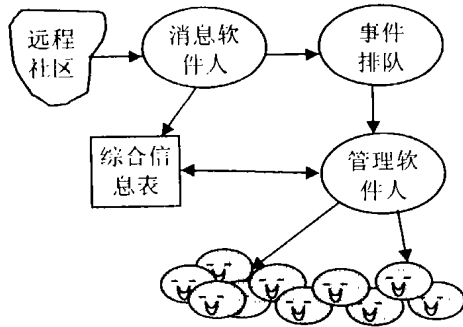 远程
社区
消息软
件人
事件
排队
综合信
息表
管理软
件人